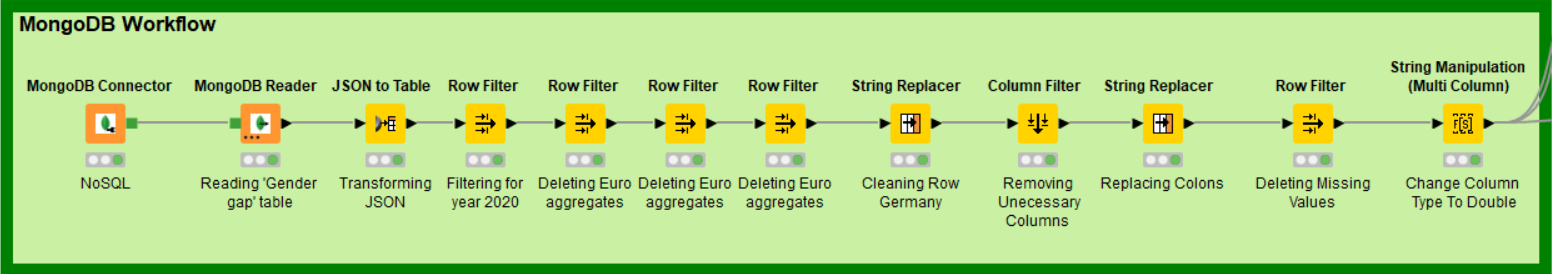 MongoDB Workflow
MongoDB Connector
MongoDB Reader
JSON to Table
Row Filter
Row Filter
Row Filter
Row Filter
String Replacer
Column Filter
String Replacer
Row Filter
String Manipulation
(Multi Column)
F(S)
NoSQL
Reading 'Gender
gap' table
Transforming
JSON
Filtering for
year 2020
Deleting Euro
aggregates
Deleting Euro
aggregates
Deleting Euro
aggregates
Cleaning Row
Germany
Removing
Unecessary
Columns
Replacing Colons
Deleting Missing
Values
Change Column
Type To Double